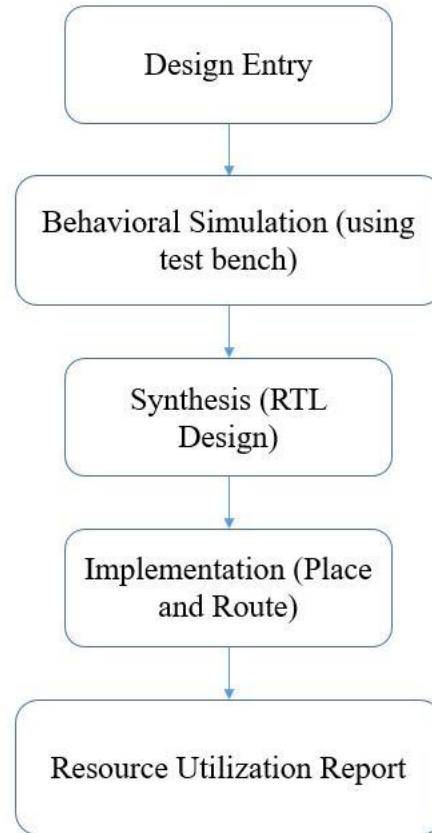 Design Entry
Behavioral Simulation (using
test bench)
Synthesis (RTL
Design)
Implementation (Place
and Route)
Resource Utilization Report